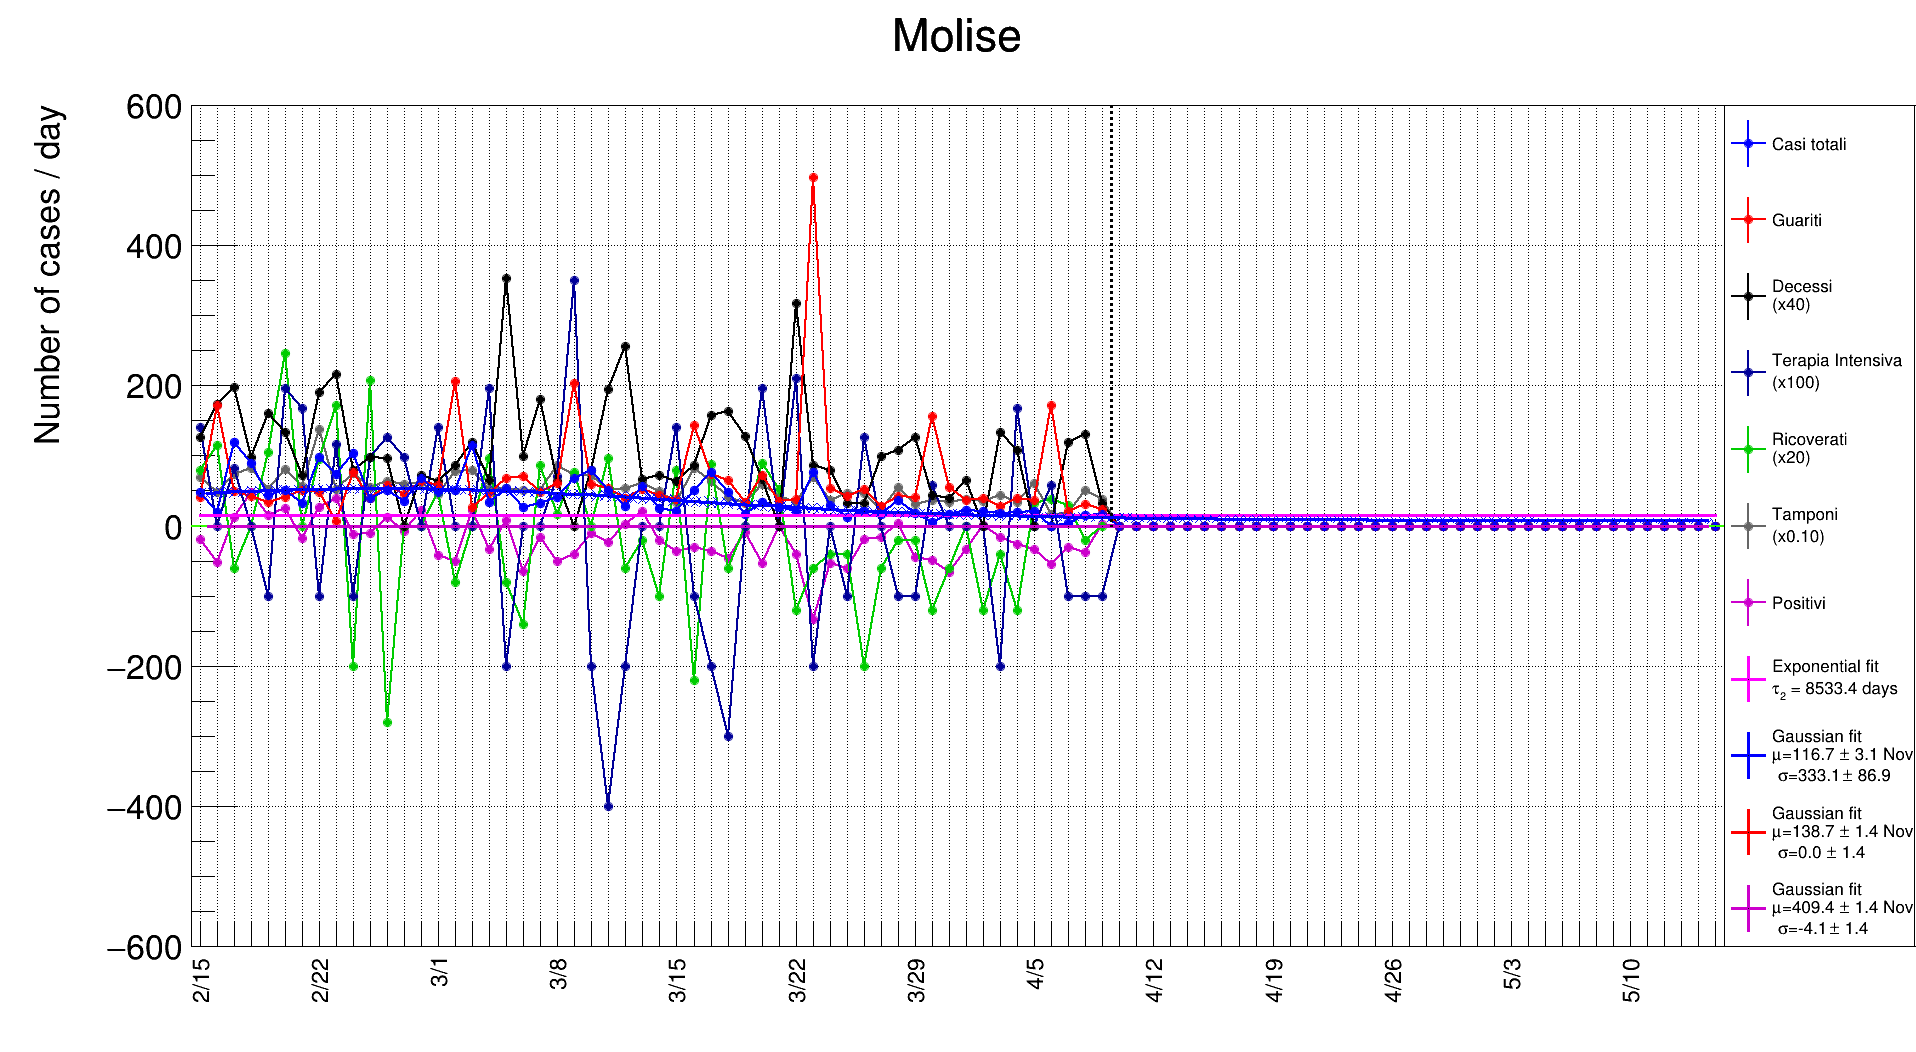 Molise
Number of cases / day
600
400
200
0
−200
−400
−600
2/15
2/22
3/1
3/8
3/15
3/22
3/29
4/5
4/12
4/19
4/26
5/3
5/10
Casi totali
Guariti
Decessi
(x40)
Terapia Intensiva
(x100)
Ricoverati
(x20)
Tamponi
(x0.10)
Positivi
Exponential fit
τ2 = 8533.4 days
Gaussian fit
μ=116.7 ± 3.1 Nov
σ=333.1± 86.9
Gaussian fit
μ=138.7 ± 1.4 Nov
σ=0.0 ± 1.4
Gaussian fit
μ=409.4 ± 1.4 Nov
σ=-4.1± 1.4